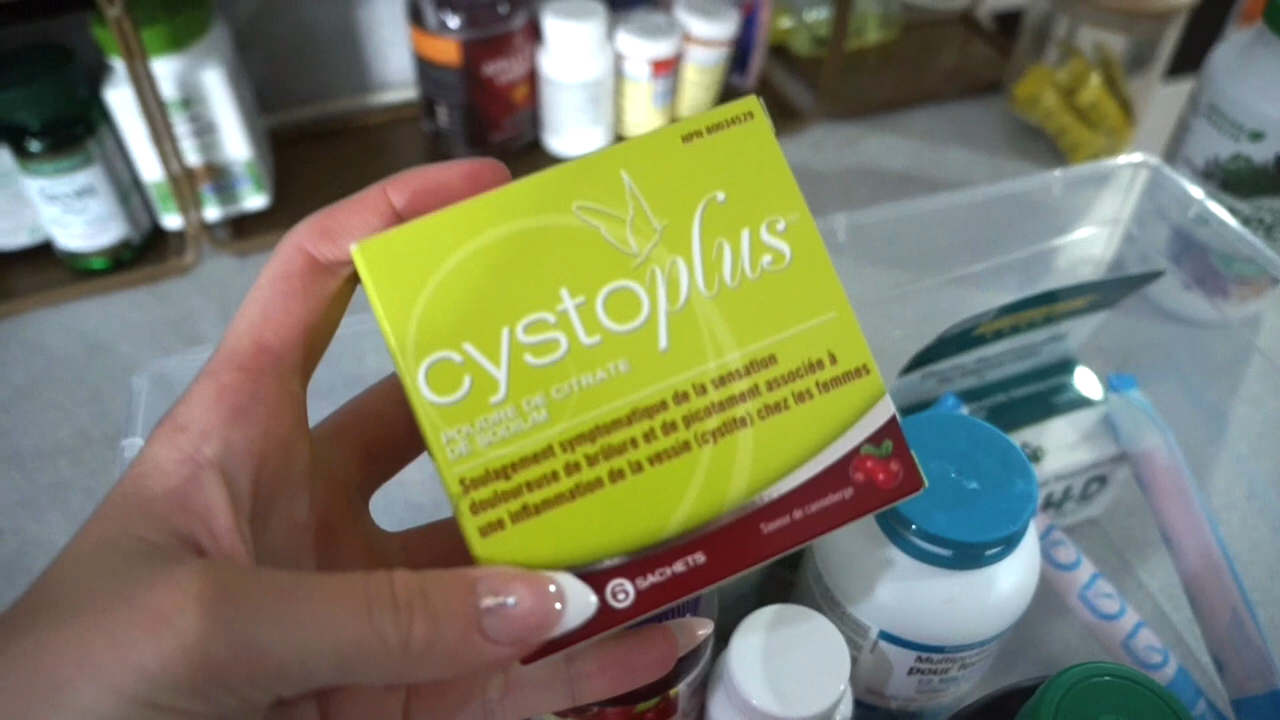 NPN 80034529
cystoplus
POUDRE DE CITRATE
DE SODIUM
Soulagement symptomatique de la sensation
douloureuse de brûlure et de picotement associée à
une inflammation de la vessie (cystite) chez les femmes
Saveur de canneberge
6 SACHETS